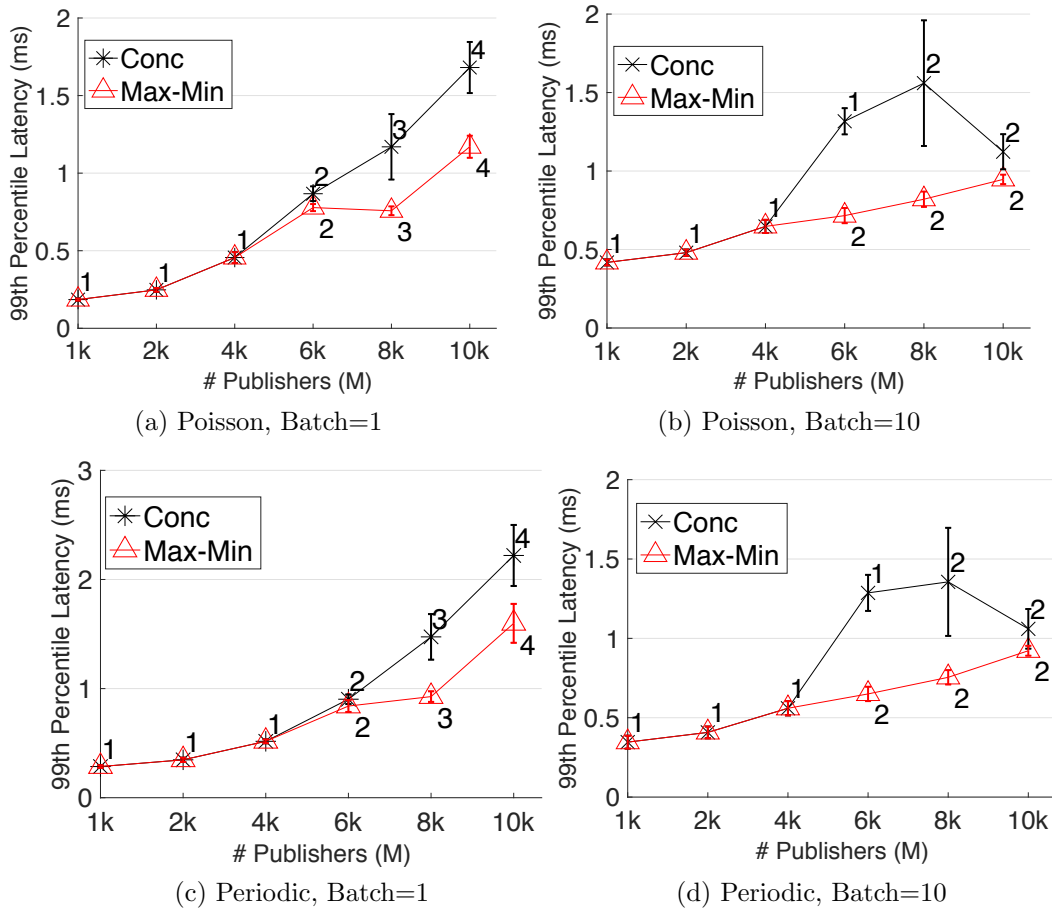 99th Percentile Latency (ms)
2
1.5
1
0.5
0
Conc
Max-Min
1
1
1
2
2
3
3
4
4
1k 2k 4k 6k 8k 10k
# Publishers (M)
(a) Poisson, Batch=1
99th Percentile Latency (ms)
2
1.5
1
0.5
0
Conc
Max-Min
1
1
1
1
2
2
2
2
2
1k 2k 4k 6k 8k 10k
# Publishers (M)
(b) Poisson, Batch=10
99th Percentile Latency (ms)
3
2
1
0
Conc
Max-Min
1
1
1
2
2
3
3
4
4
1k 2k 4k 6k 8k 10k
# Publishers (M)
(c) Periodic, Batch=1
99th Percentile Latency (ms)
2
1.5
1
0.5
0
Conc
Max-Min
1
1
1
1
2
2
2
2
2
1k 2k 4k 6k 8k 10k
# Publishers (M)
(d) Periodic, Batch=10